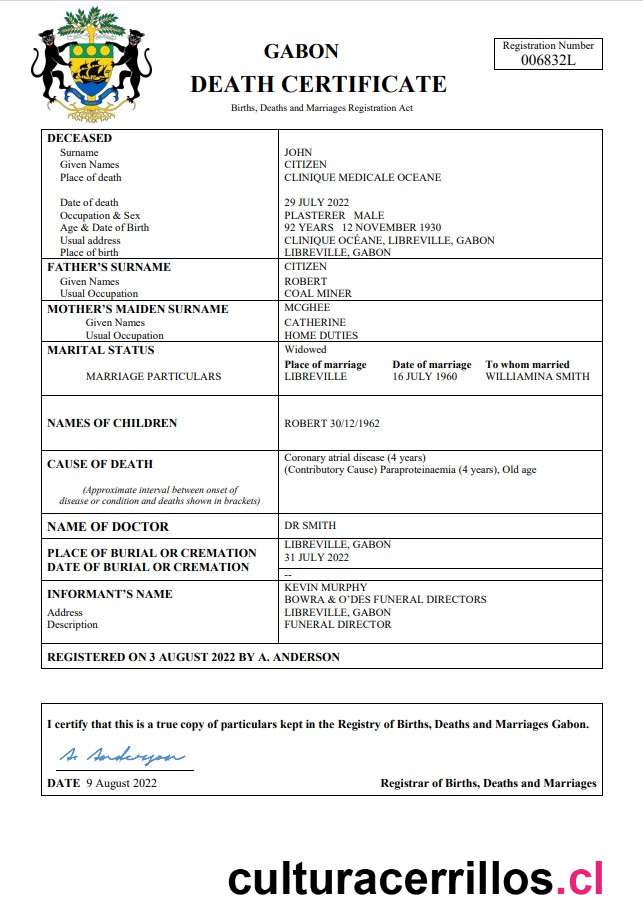 GABON
DEATH CERTIFICATE
Births, Deaths and Marriages Registration Act
Registration Number
006832L
DECEASED
Surname JOHN
Given Names CITIZEN
Place of death CLINIQUE MEDICALE OCEANE
Date of death 29 JULY 2022
Occupation & Sex PLASTERER MALE
Age & Date of Birth 92 YEARS 12 NOVEMBER 1930
Usual address CLINIQUE OCÉANE, LIBREVILLE, GABON
Place of birth LIBREVILLE, GABON
FATHER'S SURNAME CITIZEN
Given Names ROBERT
Usual Occupation COAL MINER
MOTHER'S MAIDEN SURNAME MCGHEE
Given Names CATHERINE
Usual Occupation HOME DUTIES
MARITAL STATUS Widowed
Place of marriage Date of marriage To whom married
MARRIAGE PARTICULARS LIBREVILLE 16 JULY 1960 WILLIAMINA SMITH
NAMES OF CHILDREN ROBERT 30/12/1962
CAUSE OF DEATH Coronary atrial disease (4 years)
(Contributory Cause) Paraproteinaemia (4 years), Old age
(Approximate interval between onset of
disease or condition and deaths shown in brackets)
NAME OF DOCTOR DR SMITH
PLACE OF BURIAL OR CREMATION LIBREVILLE, GABON
DATE OF BURIAL OR CREMATION 31 JULY 2022
--
INFORMANT'S NAME KEVIN MURPHY
BOWRA & O'DES FUNERAL DIRECTORS
Address LIBREVILLE, GABON
Description FUNERAL DIRECTOR
REGISTERED ON 3 AUGUST 2022 BY A. ANDERSON
I certify that this is a true copy of particulars kept in the Registry of Births, Deaths and Marriages Gabon.
A. Anderson
DATE 9 August 2022 Registrar of Births, Deaths and Marriages
culturacerrillos.cl